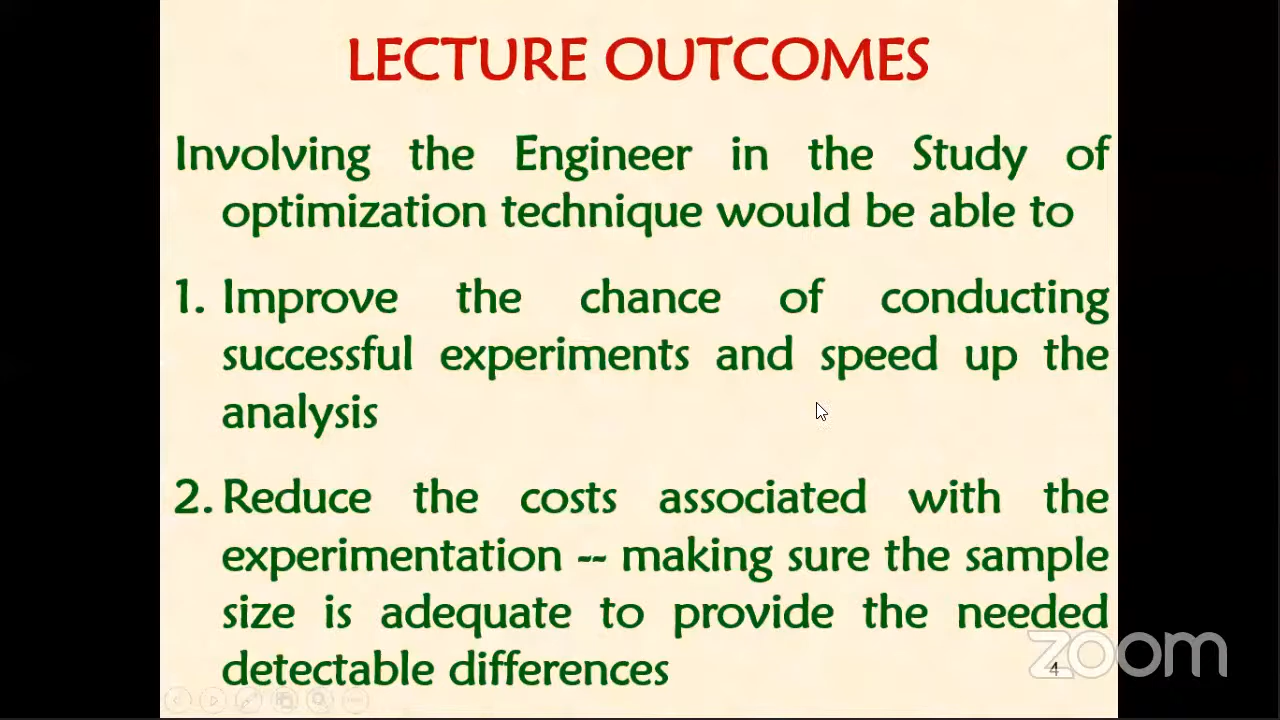 LECTURE OUTCOMES
Involving the Engineer in the Study of
optimization technique would be able to
1. Improve the chance of conducting
successful experiments and speed up the
analysis
2. Reduce the costs associated with the
experimentation -- making sure the sample
size is adequate to provide the needed
detectable differences
4
zoom